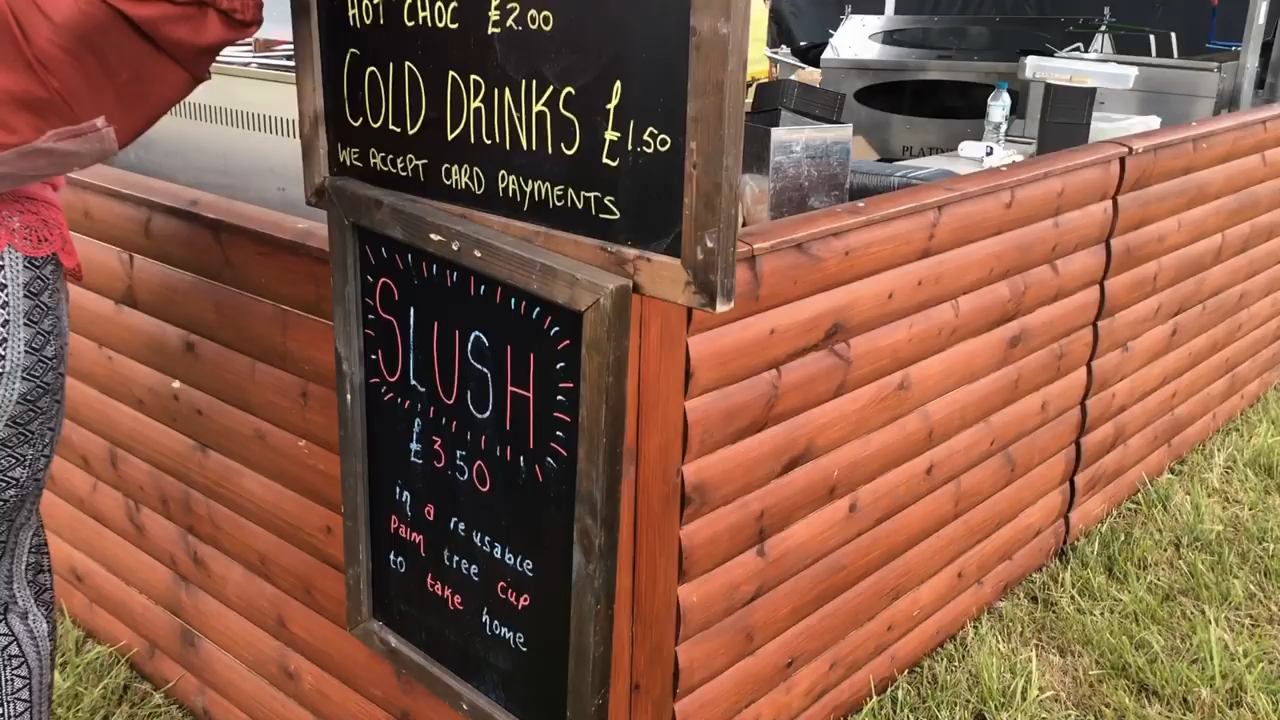 HOT CHOC £2.00
COLD DRINKS £1.50
WE ACCEPT CARD PAYMENTS
SLUSH
£3.50
in a reusable
Palm tree cup
to take home